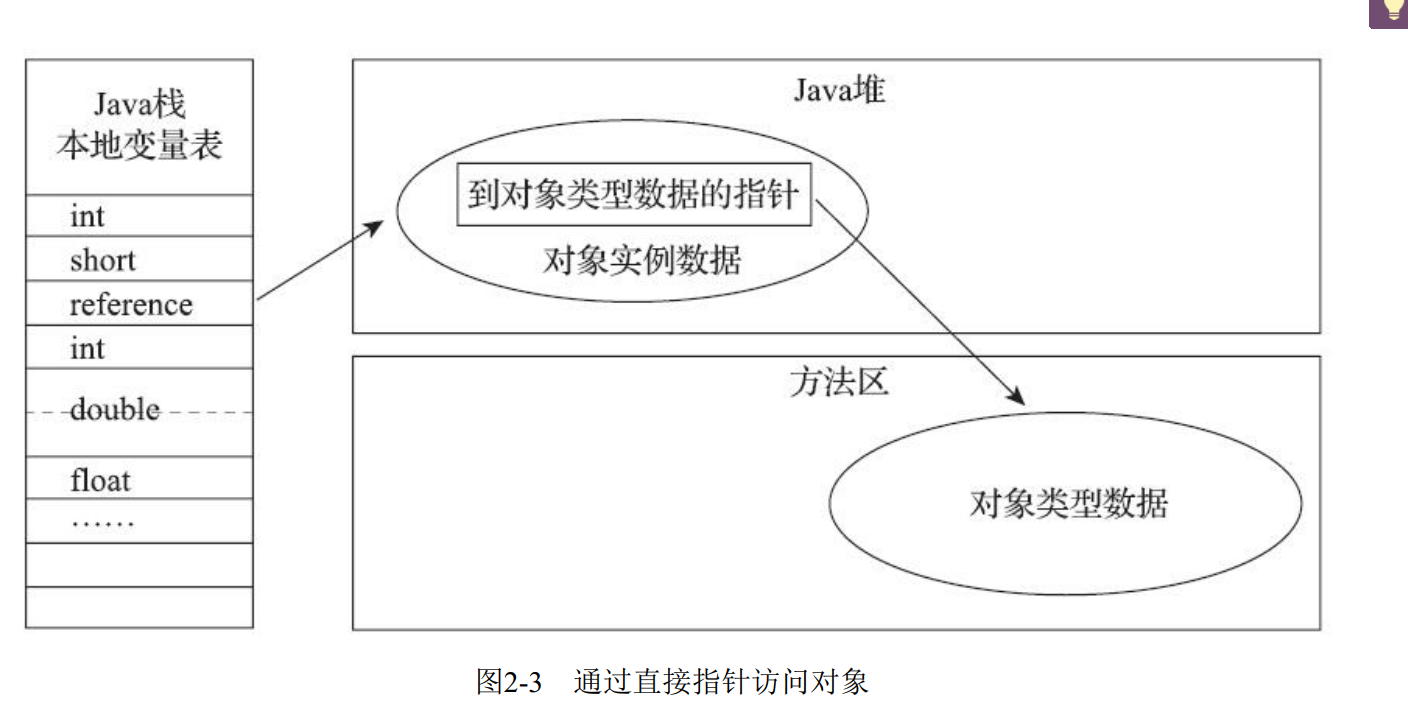 Java栈
本地变量表
int
short
reference
int
double
float
……
Java堆
到对象类型数据的指针
对象实例数据
方法区
对象类型数据
图2-3 通过直接指针访问对象